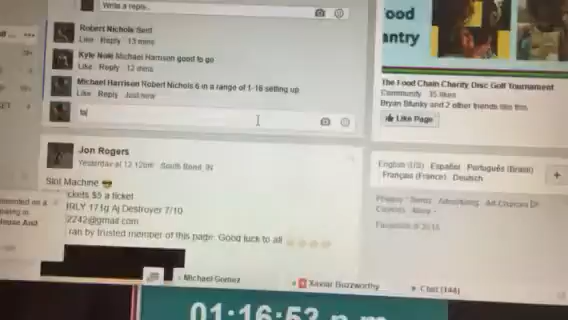 Write a reply...
Robert Nichols Sent
Like · Reply · 13 mins
Kyle Nole Michael Harrison good to go
Like · Reply · 12 mins
Michael Harrison Robert Nichols 6 in a range of 1-16 setting up
Like · Reply · Just now
Jon Rogers
Yesterday at 12:12pm · South Bend, IN
Slot Machine
ckets $5 a ticket
IRLY 171g Aj Destroyer 7/10
2242@gmail.com
ran by trusted member of this page. Good luck to all
ood
antry
The Food Chain Charity Disc Golf Tournament
Community · 35 likes
Bryan Slunky and 2 other friends like this
Like Page
English (US) · Español · Português (Brasil) ·
Français (France) · Deutsch
Privacy · Terms · Advertising · Ad Choices
Cookies · More
Facebook © 2016
Michael Gomez
Xavier Buzzworthy
Chat (144)
01:16:52 p.m.